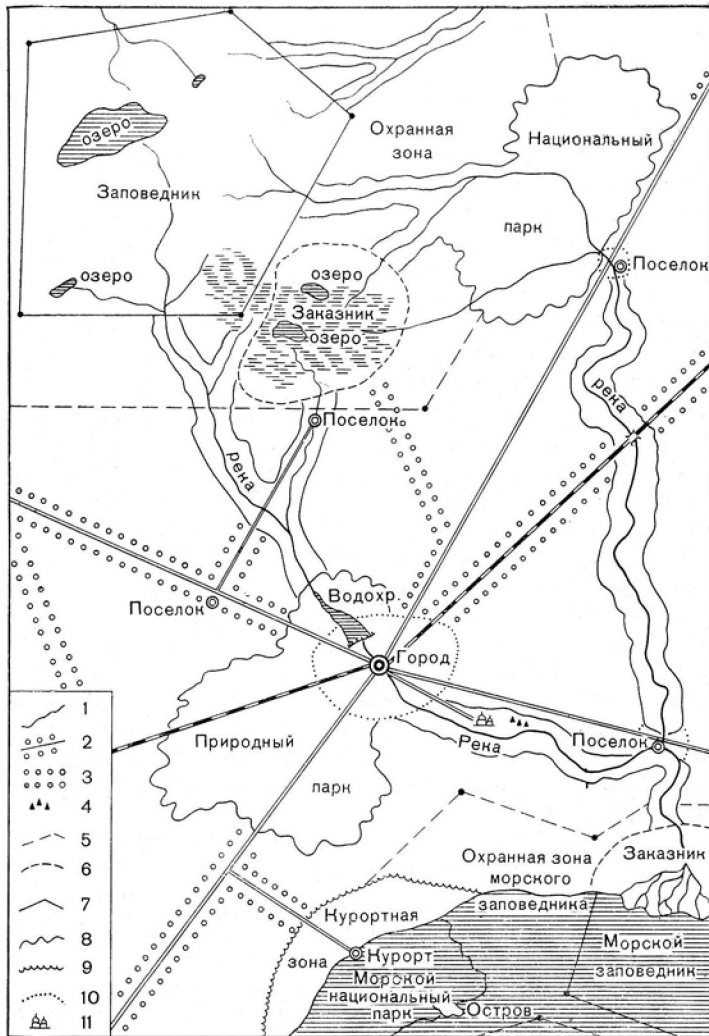 Охранная
зона
Национальный
озеро
Заповедник
парк
Поселок
озеро
озеро
Заказник
озеро
река
Поселок
река
Водохр.
Поселок
Город
Природный
Река
Поселок
парк
Охранная зона
морского
заповедника
Заказник
Курортная
зона
Курорт
Морской
заповедник
Морской
национальный
парк
Остров
1
2
3
4
5
6
7
8
9
10
11